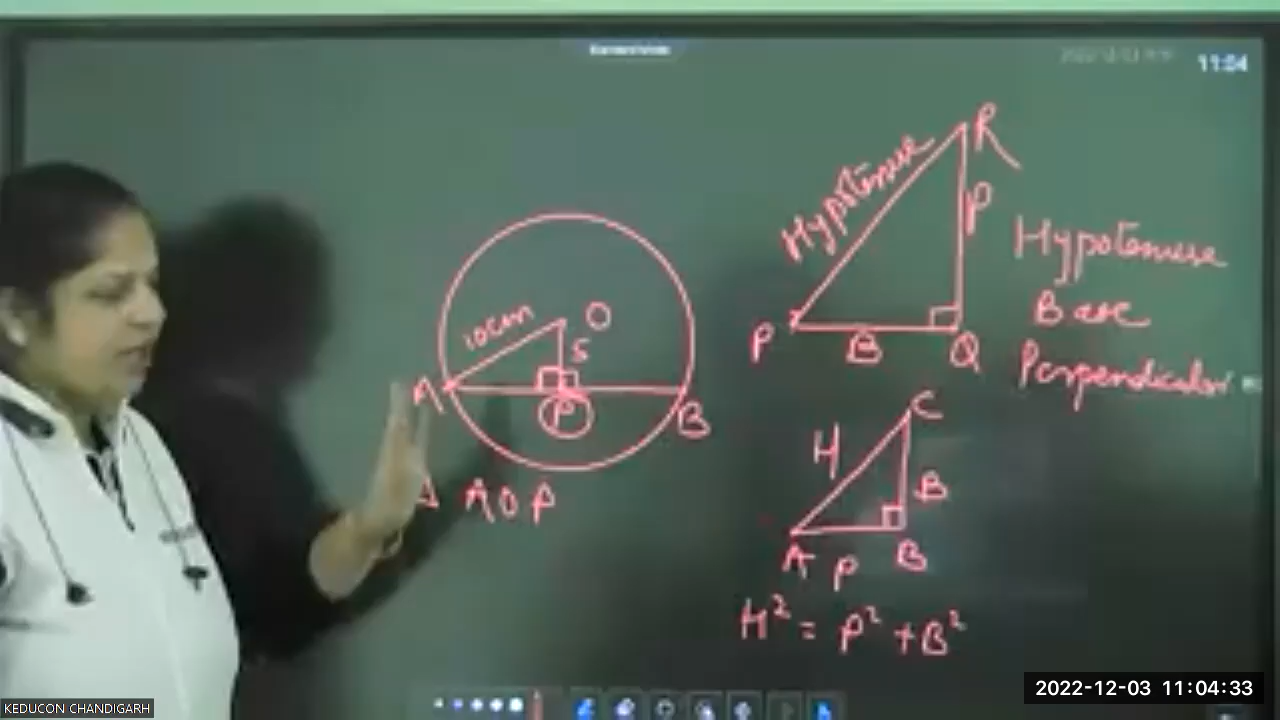 11:04
10cm
O
5
A
P
B
Δ AOP
Hypotenuse
R
P
P
B
Q
Hypotenuse
Base
Perpendicular
C
H
B
A
P
B
H² = P² + B²
KEDUCON CHANDIGARH
2022-12-03 11:04:33